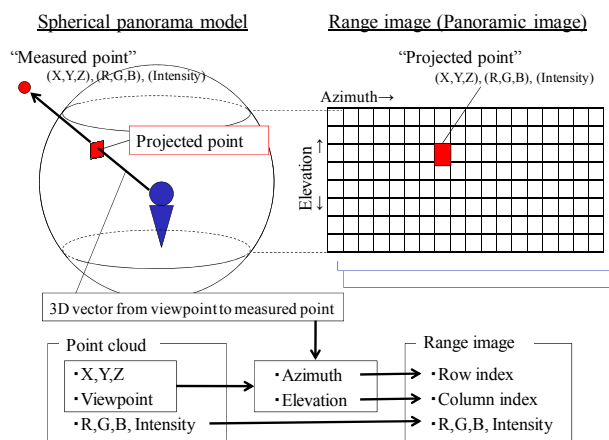 Spherical panorama model
Range image (Panoramic image)
“Measured point”
(X,Y,Z), (R,G,B), (Intensity)
Projected point
“Projected point”
(X,Y,Z), (R,G,B), (Intensity)
Azimuth→
← Elevation →
3D vector from viewpoint to measured point
Point cloud
・X,Y,Z
・Viewpoint
・R,G,B, Intensity
・Azimuth
・Elevation
Range image
・Row index
・Column index
・R,G,B, Intensity